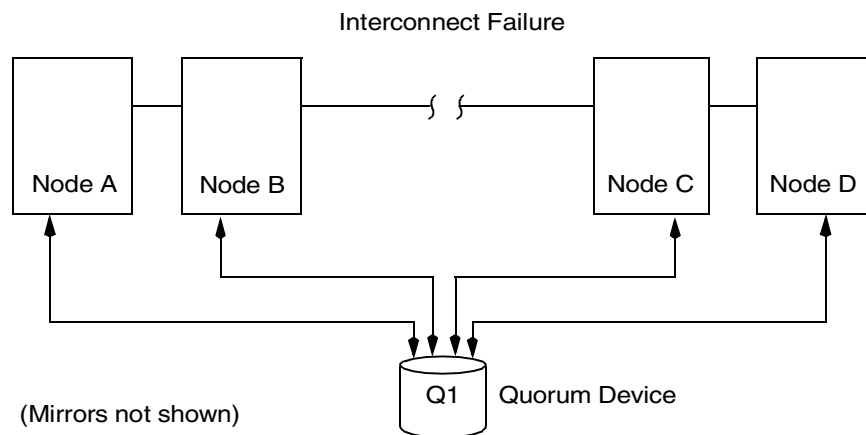 Interconnect Failure
Node A
Node B
Node C
Node D
Q1
Quorum Device
(Mirrors not shown)